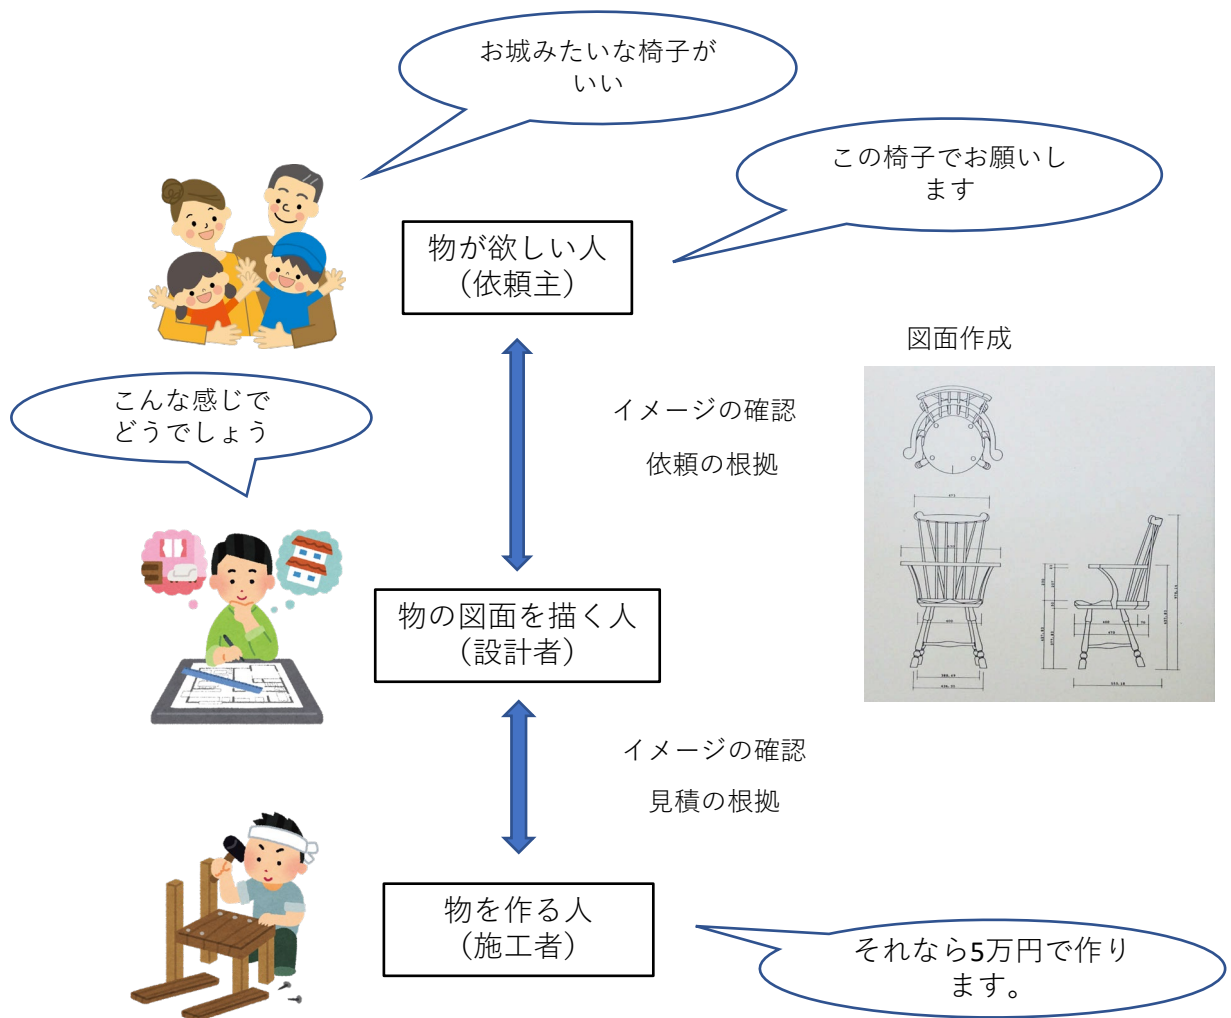 お城みたいな椅子が
いい
この椅子でお願いし
ます
物が欲しい人
（依頼主）
図面作成
こんな感じで
どうでしょう
イメージの確認
依頼の根拠
物の図面を描く人
（設計者）
イメージの確認
見積の根拠
物を作る人
（施工者）
それなら5万円で作り
ます。